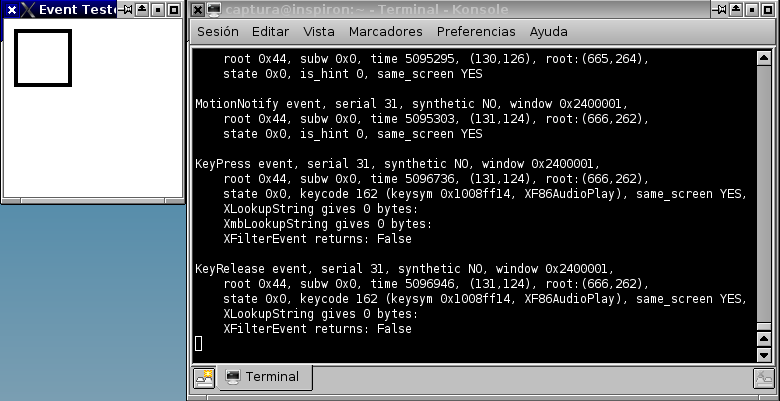 Event Teste
captura@inspiron:~ - Terminal - Konsole
Sesión Editar Vista Marcadores Preferencias Ayuda
root 0x44, subw 0x0, time 5095295, (130,126), root:(665,264),
state 0x0, is_hint 0, same_screen YES
MotionNotify event, serial 31, synthetic NO, window 0x2400001,
root 0x44, subw 0x0, time 5095303, (131,124), root:(666,262),
state 0x0, is_hint 0, same_screen YES
KeyPress event, serial 31, synthetic NO, window 0x2400001,
root 0x44, subw 0x0, time 5096736, (131,124), root:(666,262),
state 0x0, keycode 162 (keysym 0x1008ff14, XF86AudioPlay), same_screen YES,
XLookupString gives 0 bytes:
XmbLookupString gives 0 bytes:
XFilterEvent returns: False
KeyRelease event, serial 31, synthetic NO, window 0x2400001,
root 0x44, subw 0x0, time 5096946, (131,124), root:(666,262),
state 0x0, keycode 162 (keysym 0x1008ff14, XF86AudioPlay), same_screen YES,
XLookupString gives 0 bytes:
XFilterEvent returns: False
Terminal